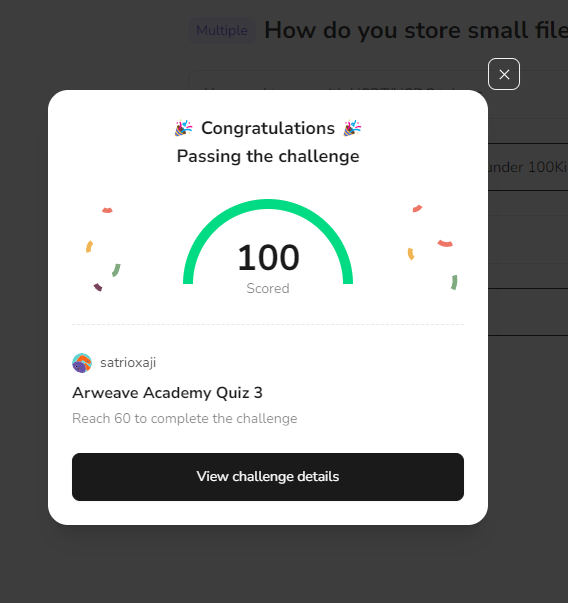 Multiple How do you store small file
Congratulations
Passing the challenge
under 100Ki
100
Scored
satrioxaji
Arweave Academy Quiz 3
Reach 60 to complete the challenge
View challenge details